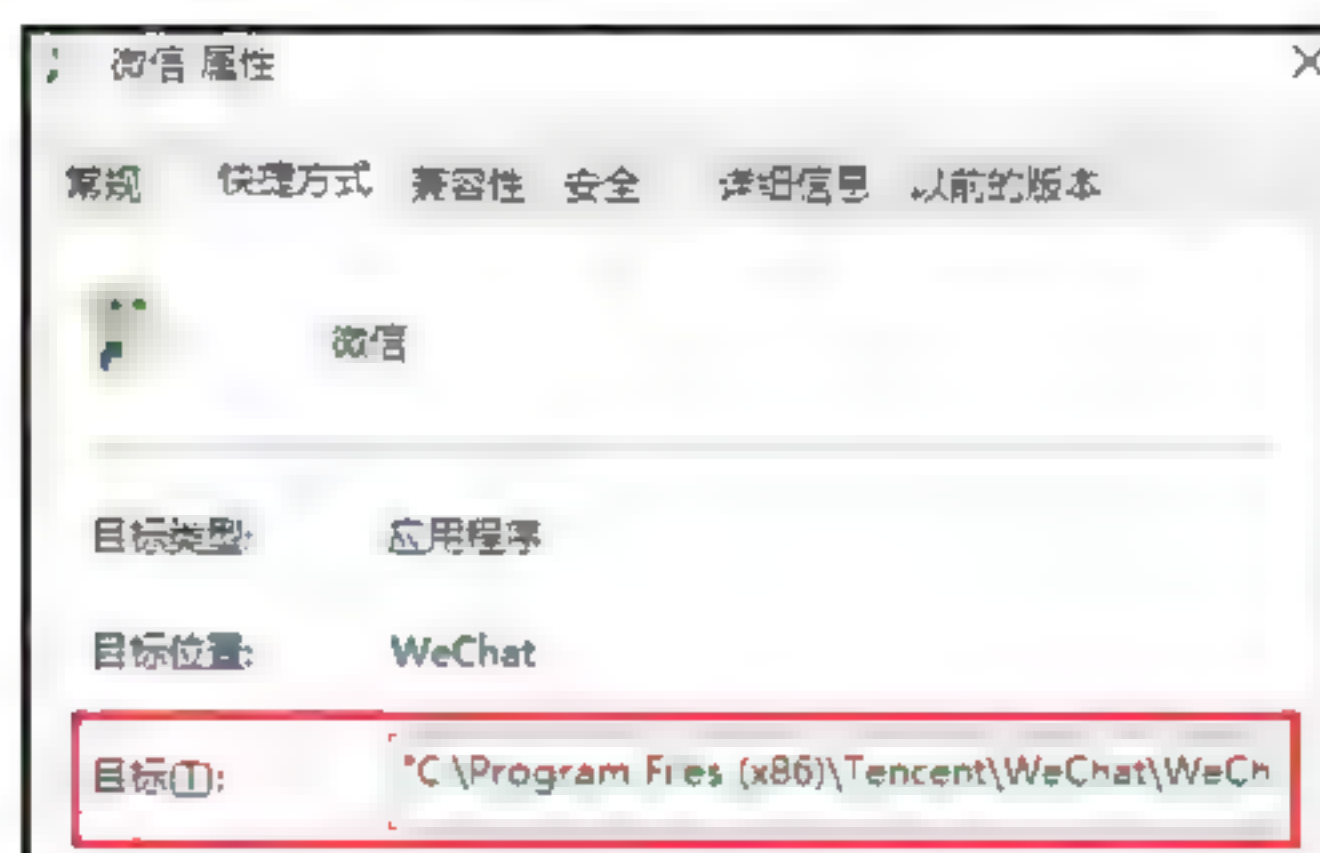 微信 属性
常规 快捷方式 兼容性 安全 详细信息 以前的版本
微信
目标类型: 应用程序
目标位置: WeChat
目标(T): "C:\Program Files (x86)\Tencent\WeChat\WeCh